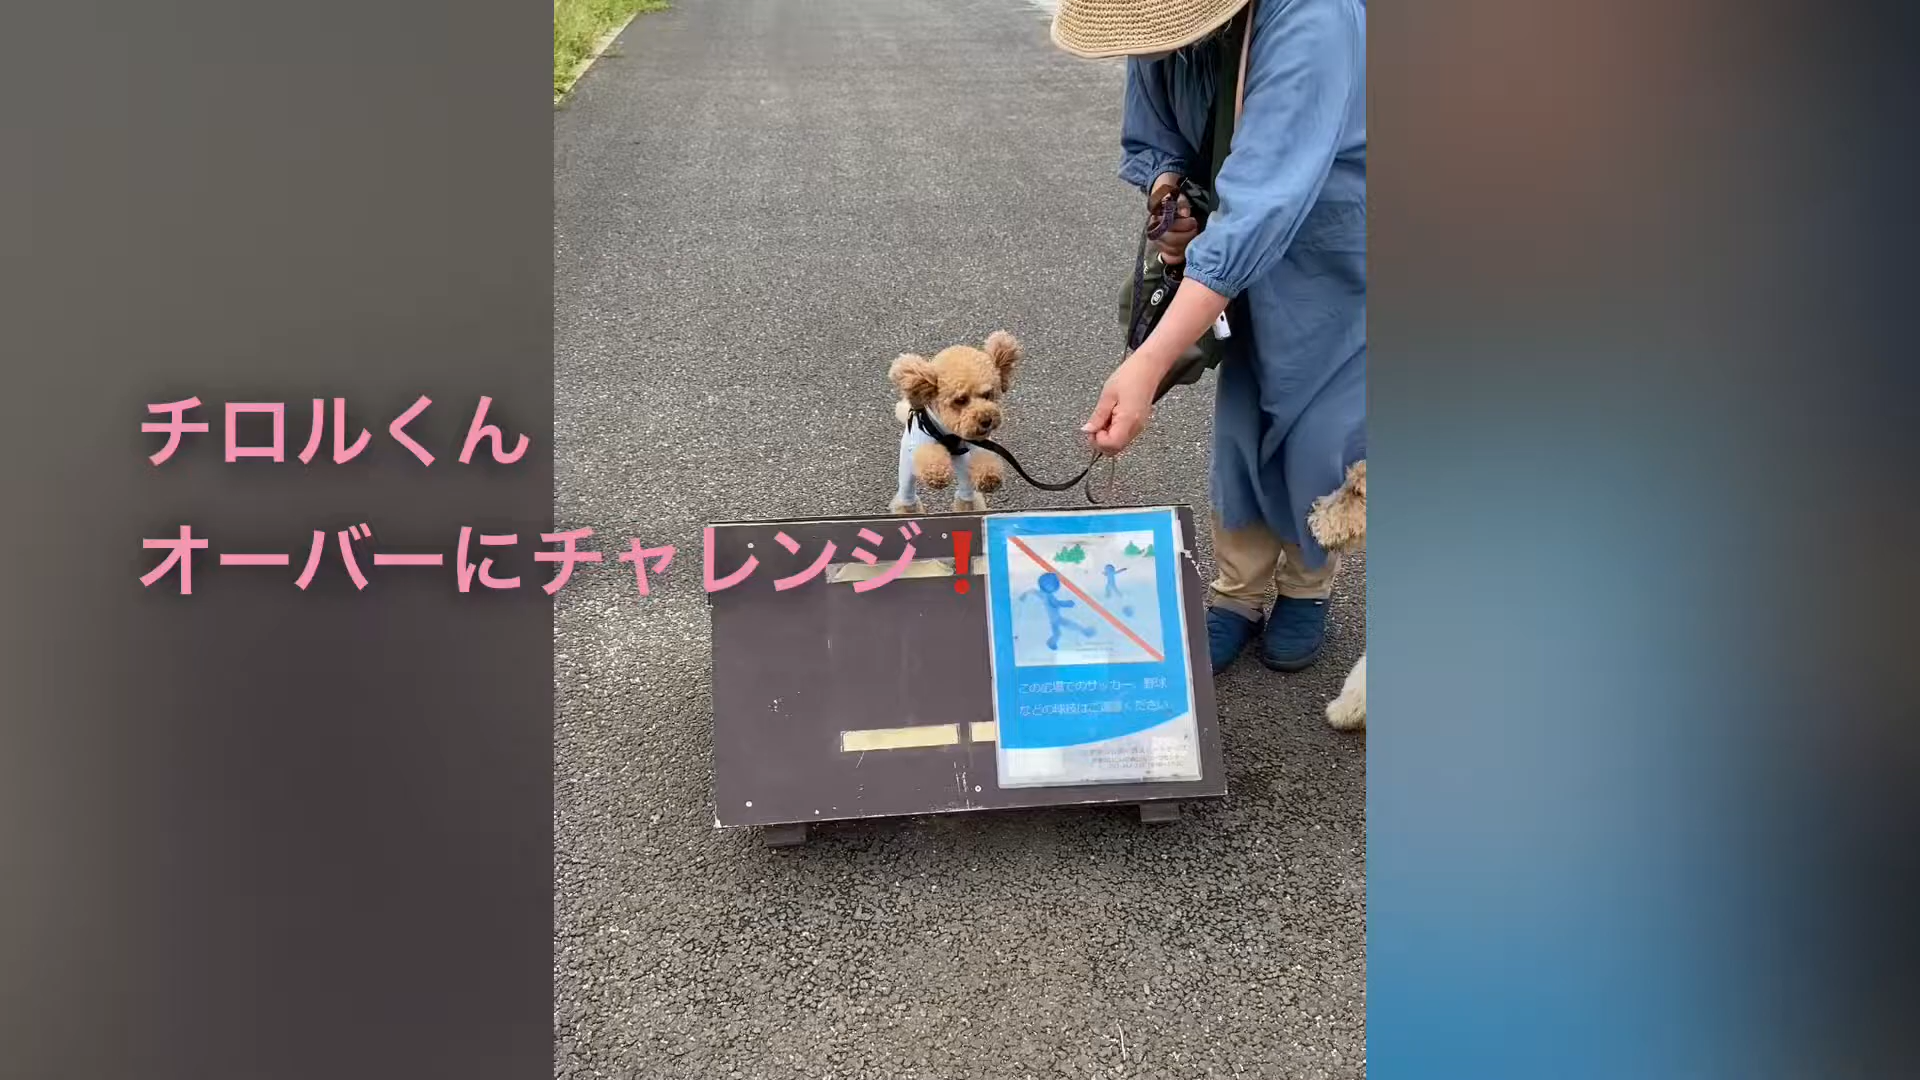 チロルくん
オーバーにチャレンジ❗
この広場でのサッカー、野球
などの球技はご遠慮ください。